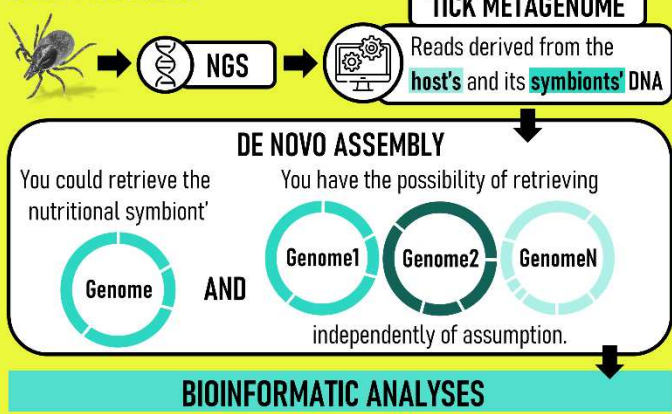 TICK METAGENOME
NGS
Reads derived from the
host's and its symbionts' DNA
DE NOVO ASSEMBLY
You could retrieve the
nutritional symbiont'
You have the possibility of retrieving
Genome
AND
Genome1
Genome2
GenomeN
independently of assumption.
BIOINFORMATIC ANALYSES